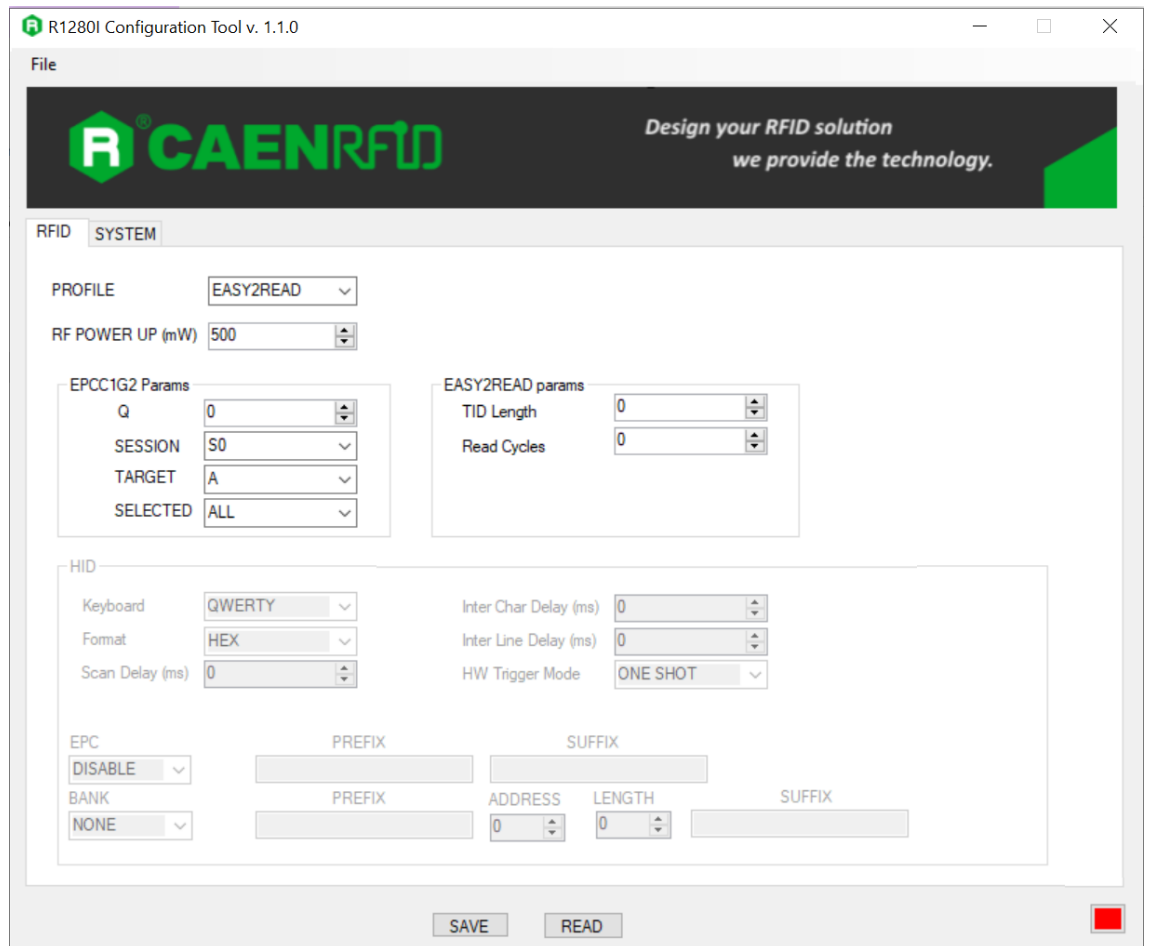 R1280I Configuration Tool v. 1.1.0
File
R ® CAENRFID
Design your RFID solution
we provide the technology.
RFID SYSTEM
PROFILE EASY2READ
RF POWER UP (mW) 500
EPCC1G2 Params
Q 0
SESSION S0
TARGET A
SELECTED ALL
EASY2READ params
TID Length 0
Read Cycles 0
HID
Keyboard QWERTY Inter Char Delay (ms) 0
Format HEX Inter Line Delay (ms) 0
Scan Delay (ms) 0 HW Trigger Mode ONE SHOT
EPC PREFIX SUFFIX
DISABLE
BANK PREFIX ADDRESS LENGTH SUFFIX
NONE 0 0
SAVE READ